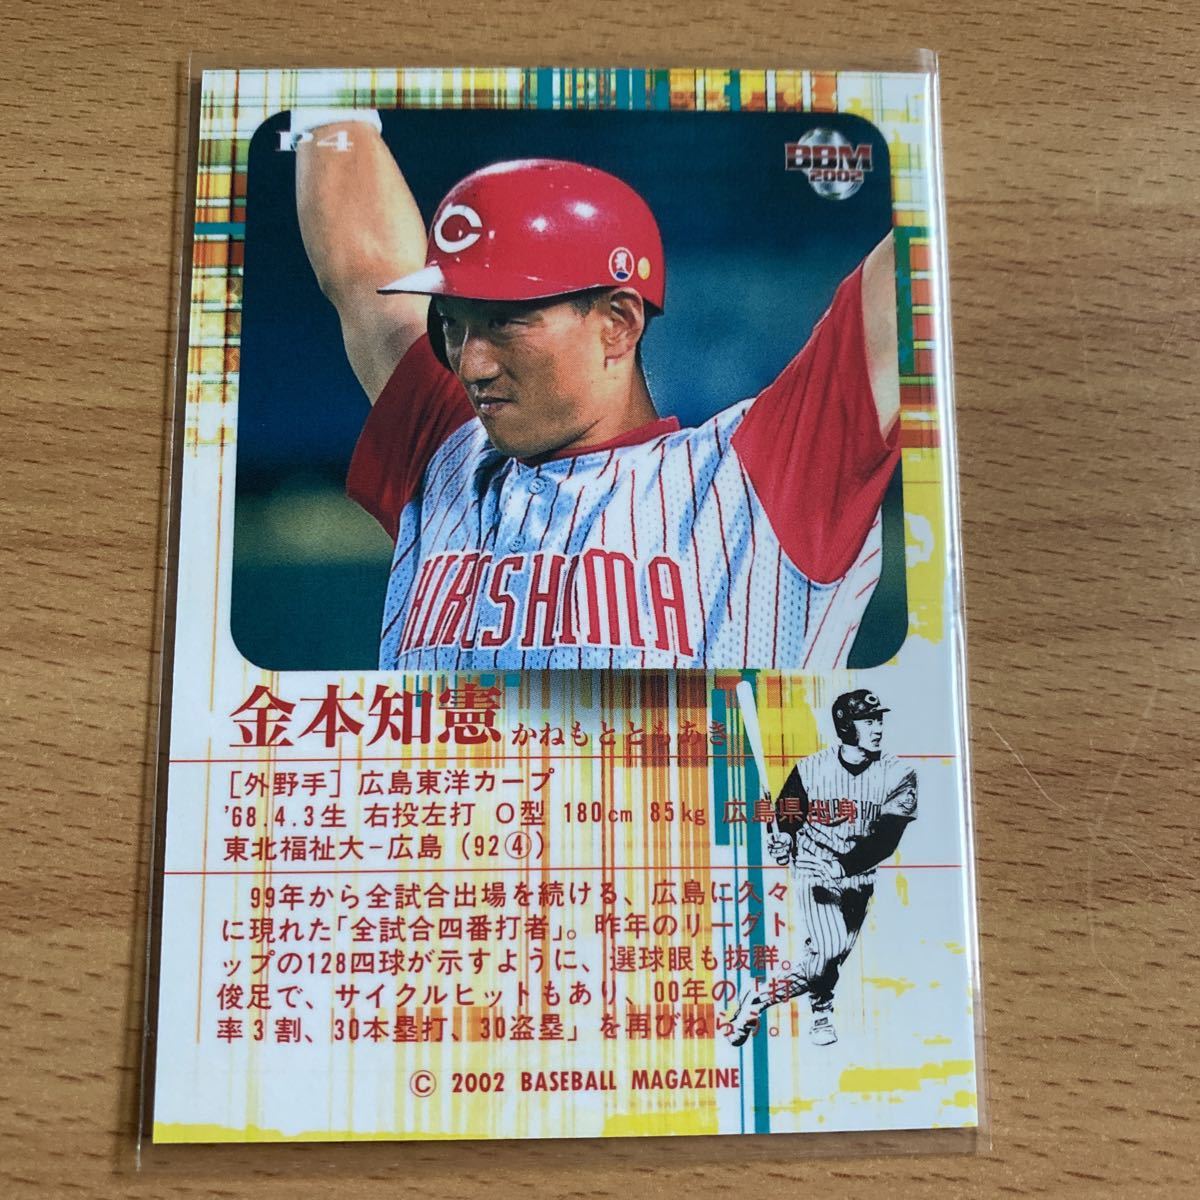 P4
BBM
2002
C
HIROSHIMA
金本知憲 かねもとともあき
[外野手] 広島東洋カープ
'68.4.3生 右投左打 O型 180cm 85kg 広島県出身
東北福祉大-広島 (92④)
99年から全試合出場を続ける、広島に久々
に現れた「全試合四番打者」。昨年のリーグト
ップの128四球が示すように、選球眼も抜群。
俊足で、サイクルヒットもあり、00年の「打
率3割、30本塁打、30盗塁」を再びねらう。
© 2002 BASEBALL MAGAZINE